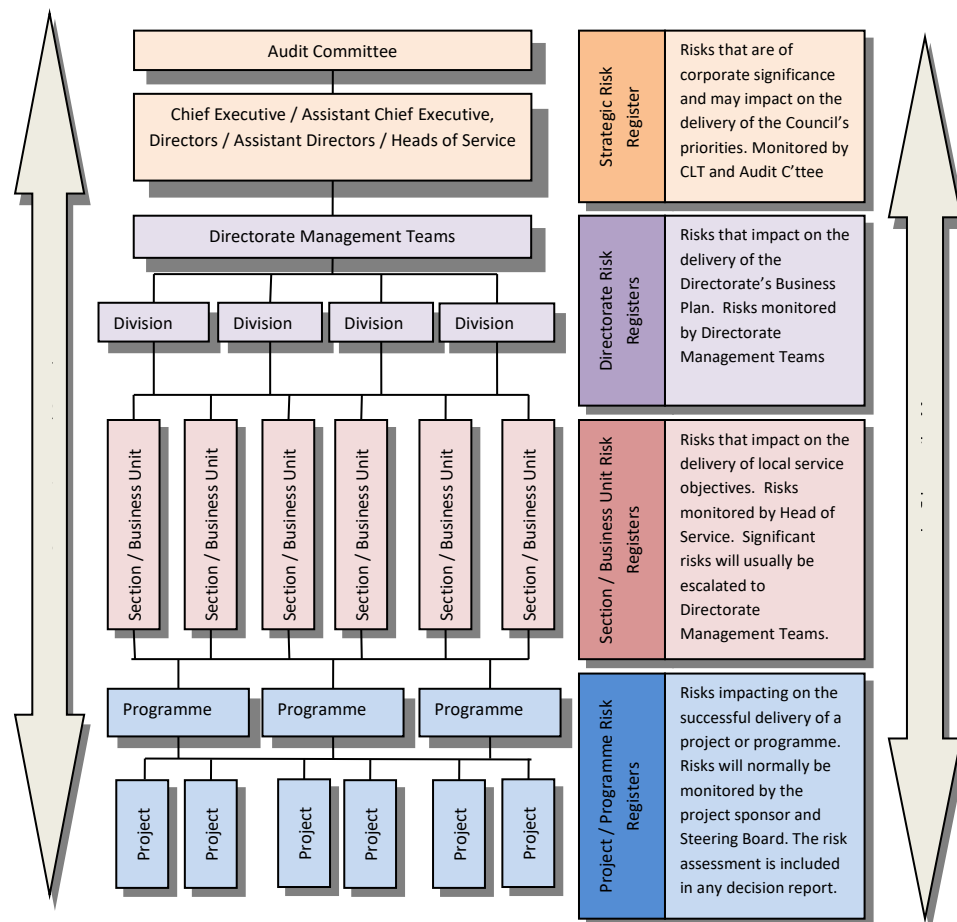 Audit Committee
Chief Executive / Assistant Chief Executive,
Directors / Assistant Directors / Heads of Service
Strategic Risk
Register
Risks that are of
corporate significance
and may impact on the
delivery of the Council’s
priorities. Monitored by
CLT and Audit C’ttee
Directorate Management Teams
Division
Division
Division
Division
Directorate Risk
Registers
Risks that impact on the
delivery of the
Directorate’s Business
Plan. Risks monitored
by Directorate
Management Teams
Section / Business Unit
Section / Business Unit
Section / Business Unit
Section / Business Unit
Section / Business Unit
Section / Business Unit
Section / Business Unit Risk
Registers
Risks that impact on the
delivery of local service
objectives. Risks
monitored by Head of
Service. Significant
risks will usually be
escalated to
Directorate
Management Teams.
Programme
Programme
Programme
Project
Project
Project
Project
Project
Project
Project / Programme Risk
Registers
Risks impacting on the
successful delivery of a
project or programme.
Risks will normally be
monitored by the
project sponsor and
Steering Board. The risk
assessment is included
in any decision report.